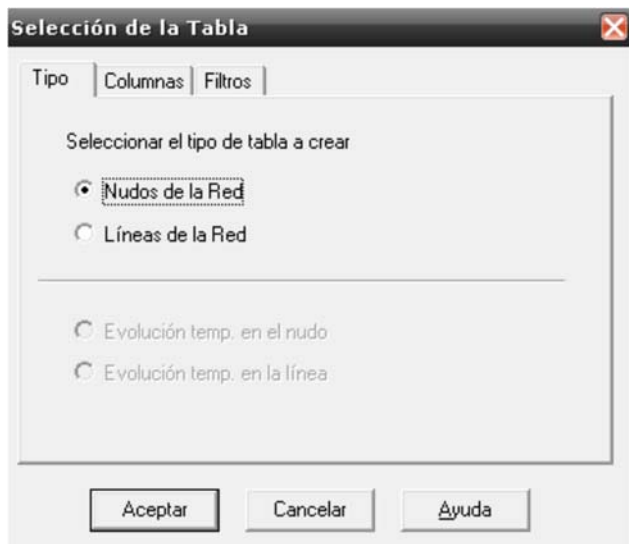 Selección de la Tabla
Tipo Columnas Filtros
Seleccionar el tipo de tabla a crear
Nudos de la Red
Líneas de la Red
Evolución temp. en el nudo
Evolución temp. en la línea
Aceptar Cancelar Ayuda